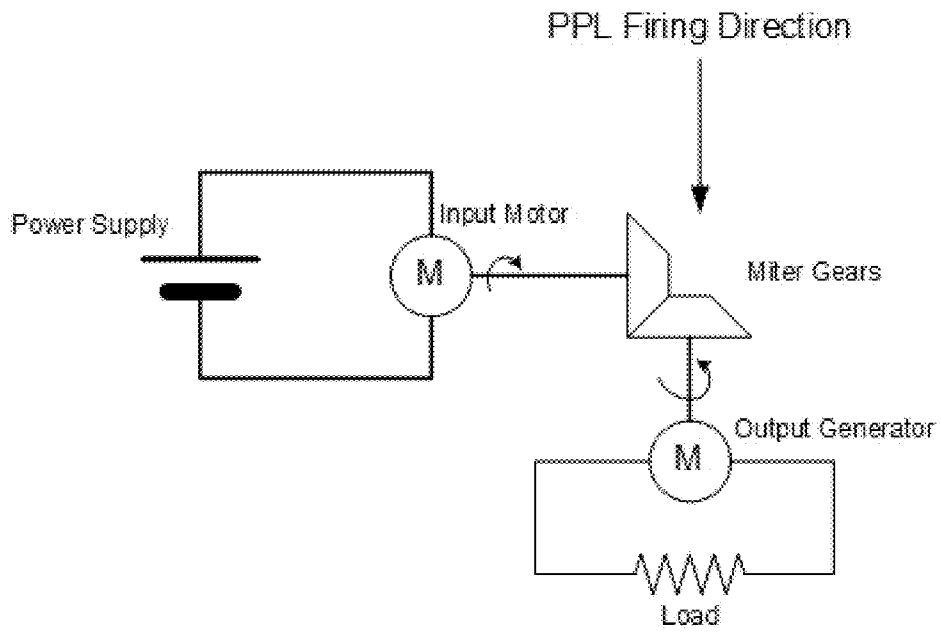 PPL Firing Direction
Power Supply
Input Motor
M
Miter Gears
Output Generator
M
Load